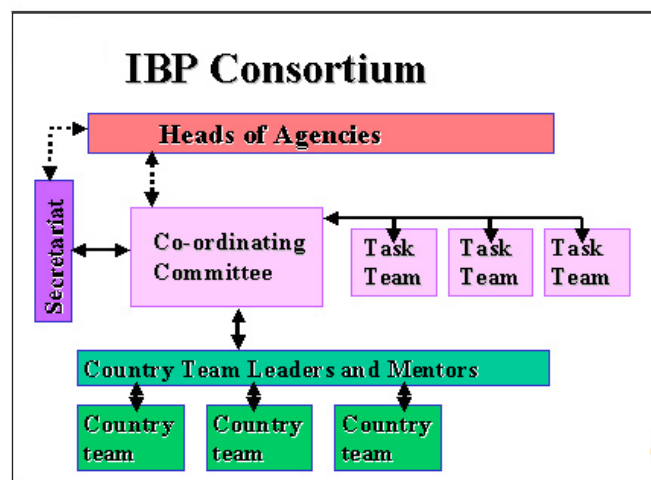 IBP Consortium
Heads of Agencies
Secretariat
Co-ordinating
Committee
Task
Team
Task
Team
Task
Team
Country Team Leaders and Mentors
Country
team
Country
team
Country
team